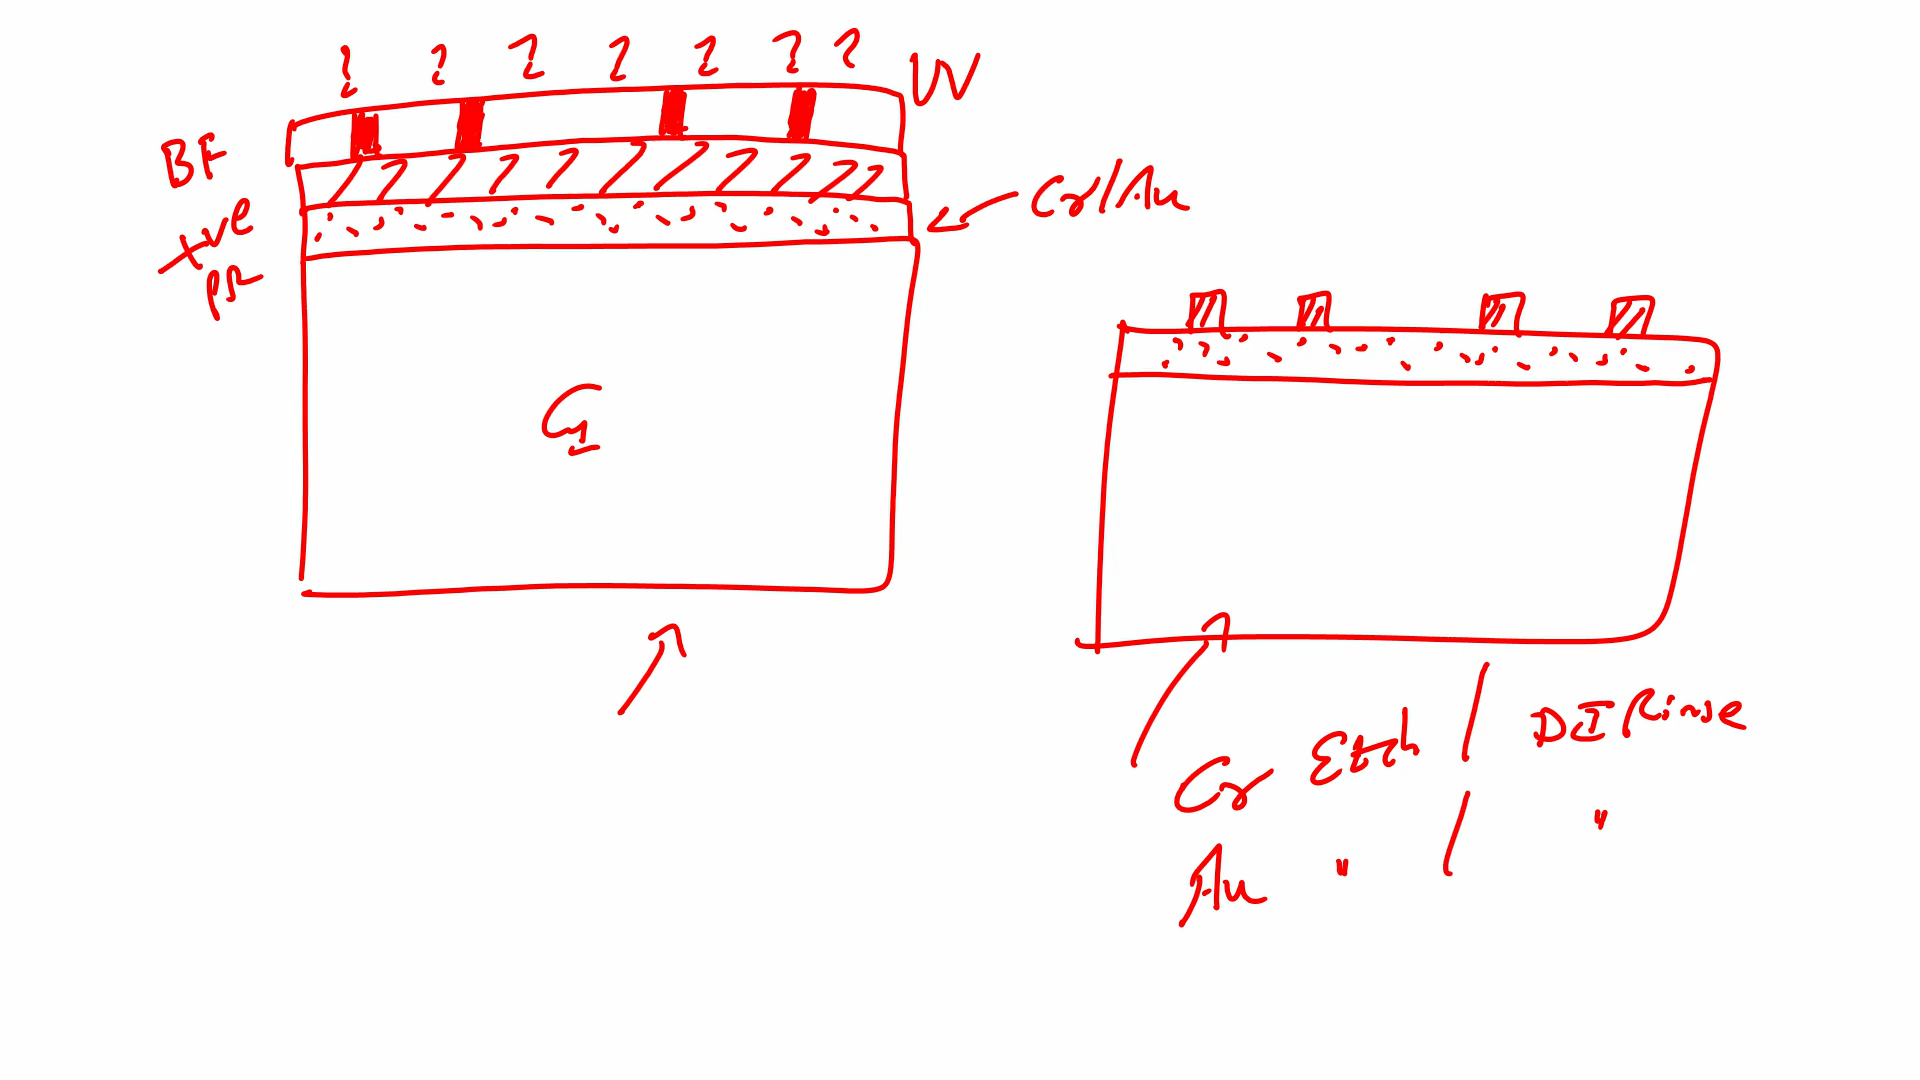 UV
BF
+ve
PR
Cr/Au
G
Cr Etch / DI Rinse
Au " / "